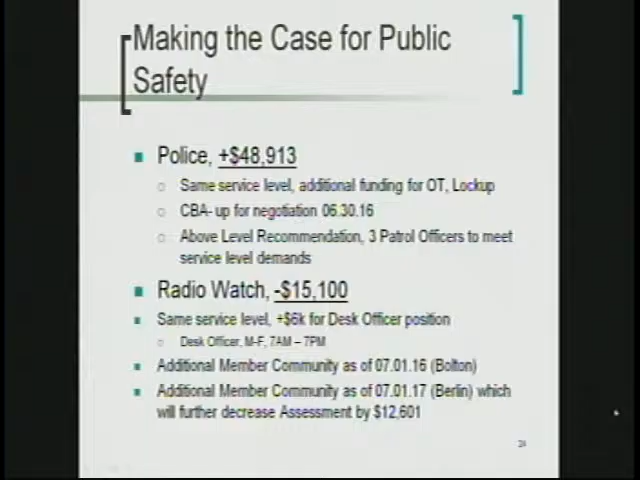 Making the Case for Public
Safety
Police, +$48,913
Same service level, additional funding for OT, Lockup
CBA- up for negotiation 06.30.16
Above Level Recommendation, 3 Patrol Officers to meet
service level demands
Radio Watch, -$15,100
Same service level, +$6k for Desk Officer position
Desk Officer, M-F, 7AM – 7PM
Additional Member Community as of 07.01.16 (Bolton)
Additional Member Community as of 07.01.17 (Berlin) which
will further decrease Assessment by $12,601
24